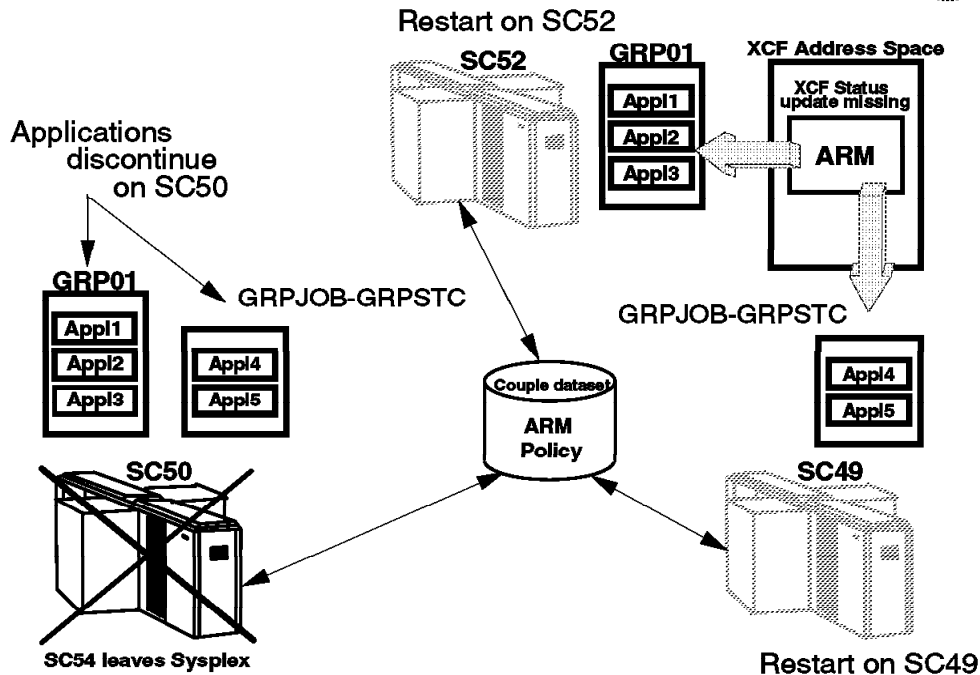 Restart on SC52
SC52
GRP01
Appl1
Appl2
Appl3
XCF Address Space
XCF Status
update missing
ARM
Applications
discontinue
on SC50
GRP01
Appl1
Appl2
Appl3
GRPJOB-GRPSTC
Appl4
Appl5
GRPJOB-GRPSTC
Appl4
Appl5
Couple dataset
ARM
Policy
SC50
SC54 leaves Sysplex
SC49
Restart on SC49